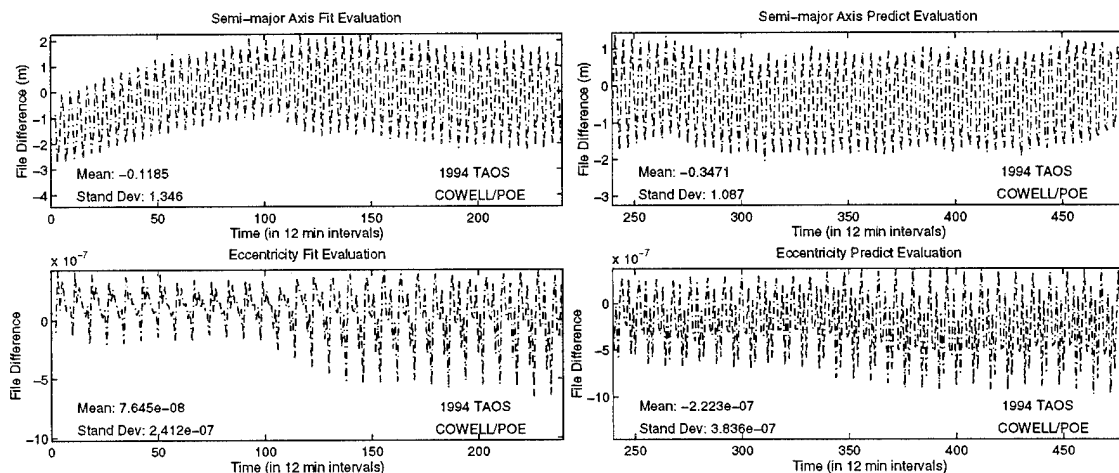 Semi-major Axis Fit Evaluation
File Difference (m)
2
1
0
−1
−2
−3
−4
Mean: −0.1185
Stand Dev: 1.346
1994 TAOS
COWELL/POE
0
50
100
150
200
Time (in 12 min intervals)
Semi-major Axis Predict Evaluation
File Difference (m)
1
0
−1
−2
−3
Mean: −0.3471
Stand Dev: 1.087
1994 TAOS
COWELL/POE
250
300
350
400
450
Time (in 12 min intervals)
Eccentricity Fit Evaluation
x 10⁻⁷
File Difference
0
−5
−10
Mean: 7.645e−08
Stand Dev: 2.412e−07
1994 TAOS
COWELL/POE
0
50
100
150
200
Time (in 12 min intervals)
Eccentricity Predict Evaluation
x 10⁻⁷
File Difference
0
−5
−10
Mean: −2.223e−07
Stand Dev: 3.836e−07
1994 TAOS
COWELL/POE
250
300
350
400
450
Time (in 12 min intervals)